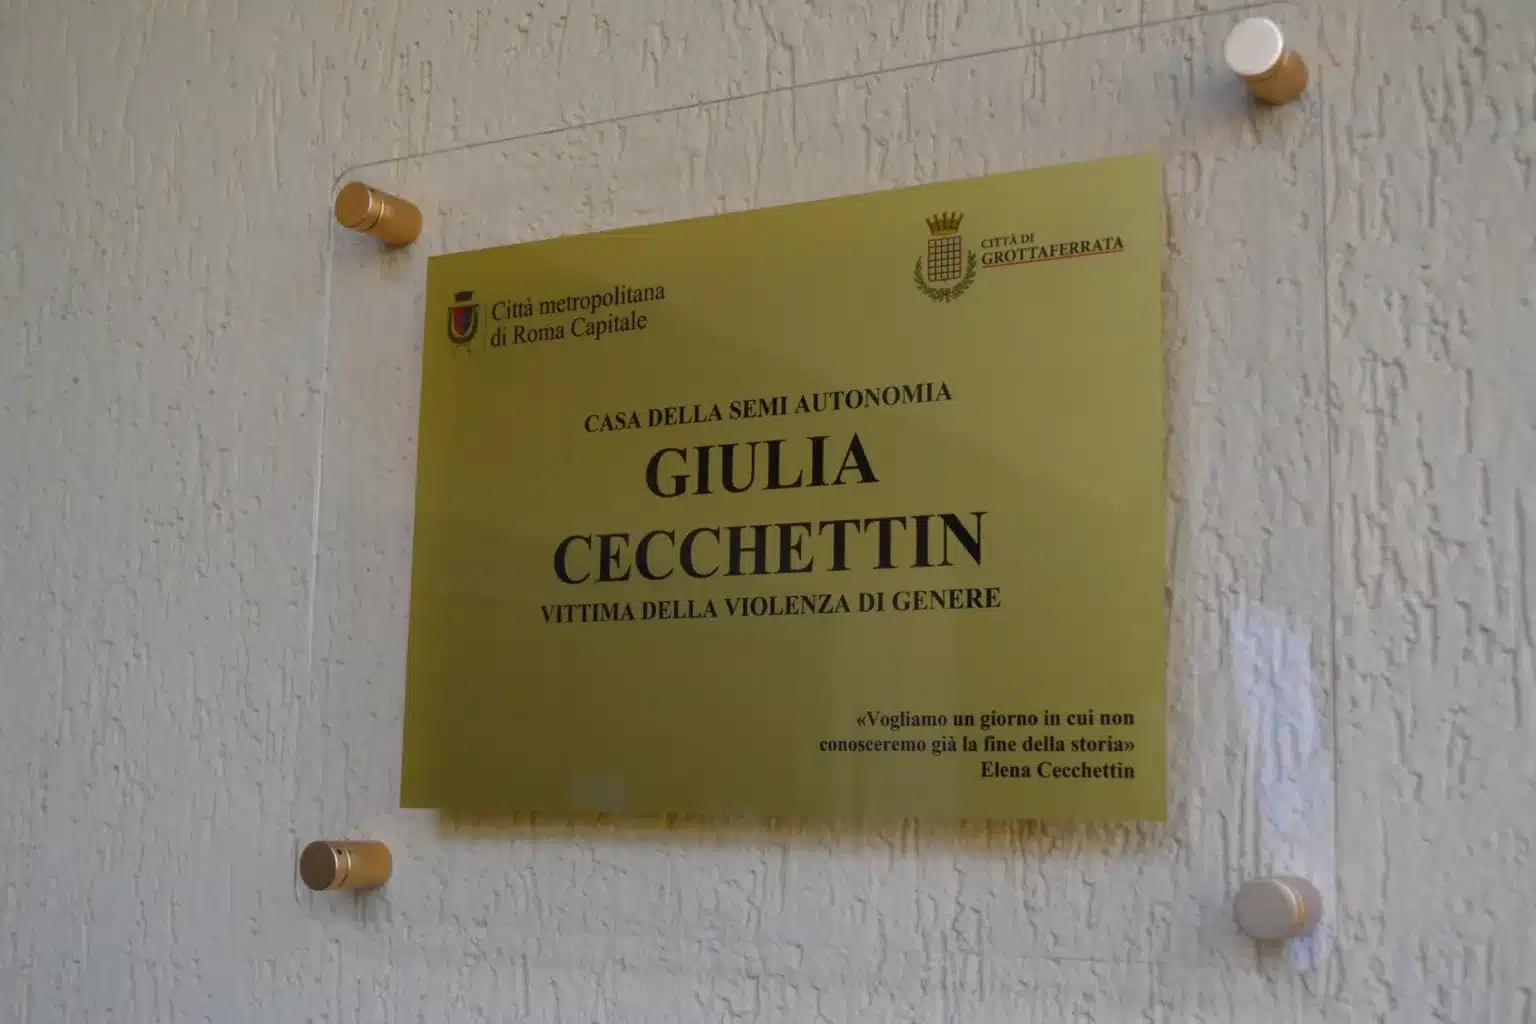 Città metropolitana
di Roma Capitale
CITTÀ DI
GROTTAFERRATA
CASA DELLA SEMI AUTONOMIA
GIULIA
CECCHETTIN
VITTIMA DELLA VIOLENZA DI GENERE
«Vogliamo un giorno in cui non
conosceremo già la fine della storia»
Elena Cecchettin